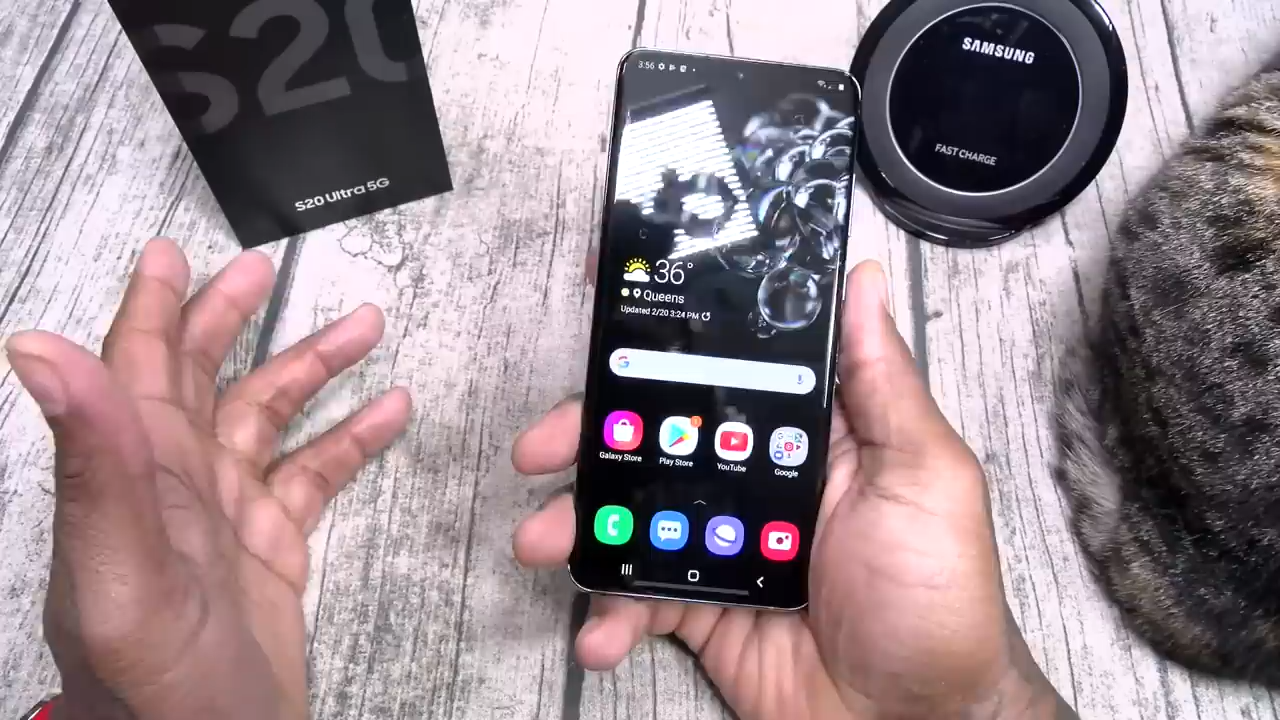 S20
S20 Ultra 5G
3:56
36°
Queens
Updated 2/20 3:24 PM
G
Galaxy Store
Play Store
YouTube
Google
SAMSUNG
FAST CHARGE